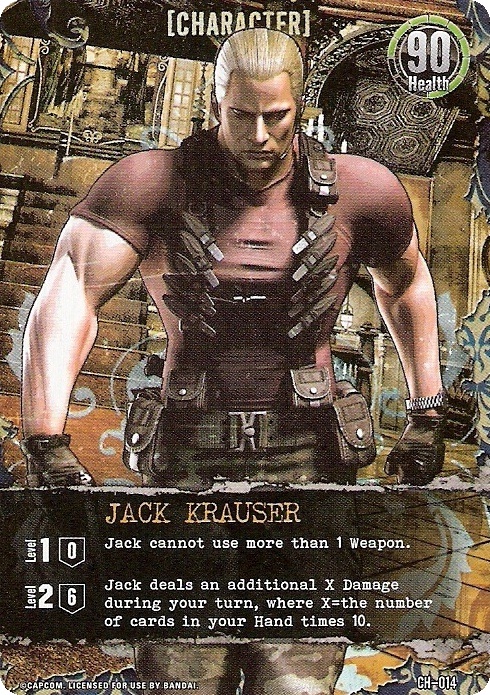 [CHARACTER]
90
Health
JACK KRAUSER
Level 1 0 Jack cannot use more than 1 Weapon.
Level 2 6 Jack deals an additional X Damage
during your turn, where X=the number
of cards in your Hand times 10.
©CAPCOM. LICENSED FOR USE BY BANDAI.
CH-014